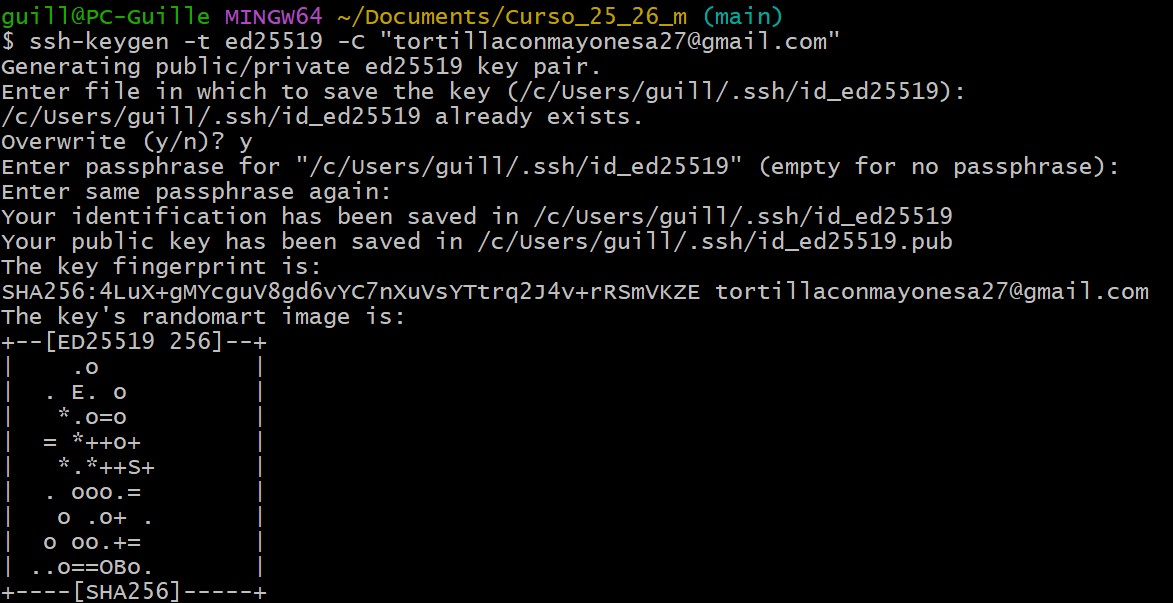 guill@PC-Guille MINGW64 ~/Documents/Curso_25_26_m (main)
$ ssh-keygen -t ed25519 -C "tortillaconmayonesa27@gmail.com"
Generating public/private ed25519 key pair.
Enter file in which to save the key (/c/Users/guill/.ssh/id_ed25519):
/c/Users/guill/.ssh/id_ed25519 already exists.
Overwrite (y/n)? y
Enter passphrase for "/c/Users/guill/.ssh/id_ed25519" (empty for no passphrase):
Enter same passphrase again:
Your identification has been saved in /c/Users/guill/.ssh/id_ed25519
Your public key has been saved in /c/Users/guill/.ssh/id_ed25519.pub
The key fingerprint is:
SHA256:4LuX+gMYcguV8gd6vYC7nXuVsYTtrq2J4v+rRSmVKZE tortillaconmayonesa27@gmail.com
The key's randomart image is:
+--[ED25519 256]--+
|    .o           |
|  . E. o         |
|   *.o=o         |
|  = *++o+        |
|   *.*++S+       |
|  . ooo.=        |
|   o .o+ .       |
|  o oo.+=        |
| ..o==OBo.       |
+----[SHA256]-----+